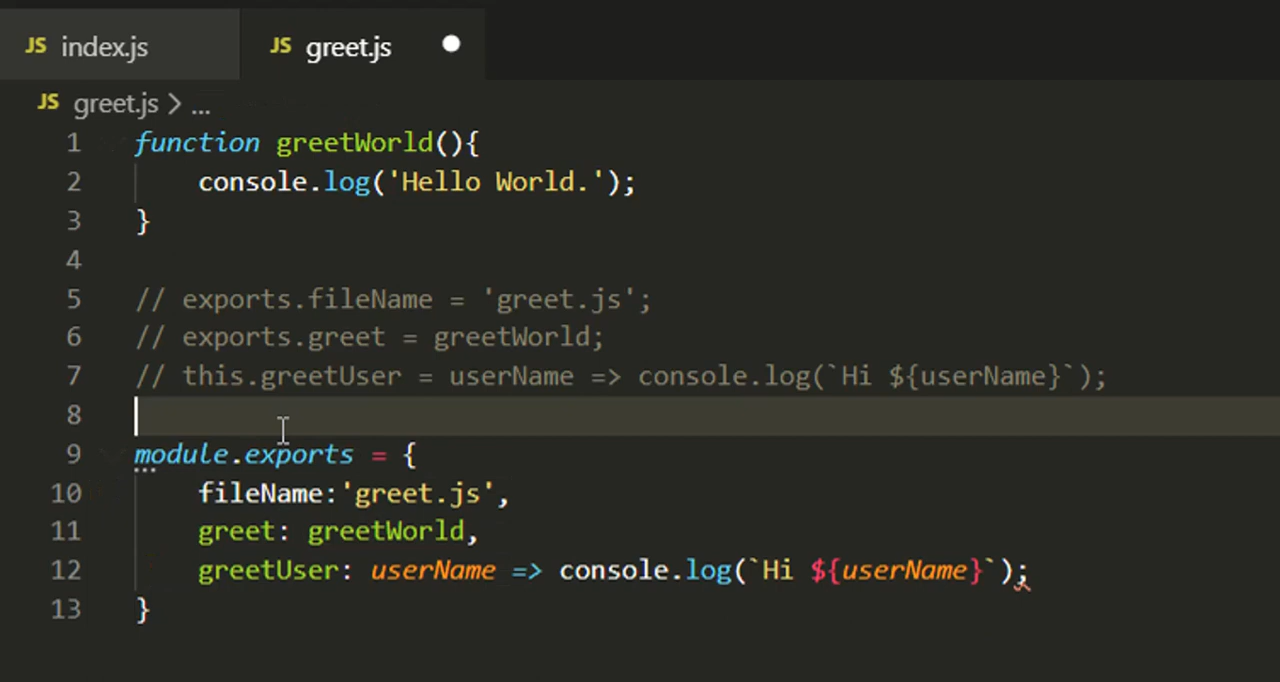 JS index.js JS greet.js
JS greet.js > ...
1 function greetWorld(){
2 console.log('Hello World.');
3 }
4
5 // exports.fileName = 'greet.js';
6 // exports.greet = greetWorld;
7 // this.greetUser = userName => console.log(`Hi ${userName}`);
8
9 module.exports = {
10 fileName:'greet.js',
11 greet: greetWorld,
12 greetUser: userName => console.log(`Hi ${userName}`);
13 }